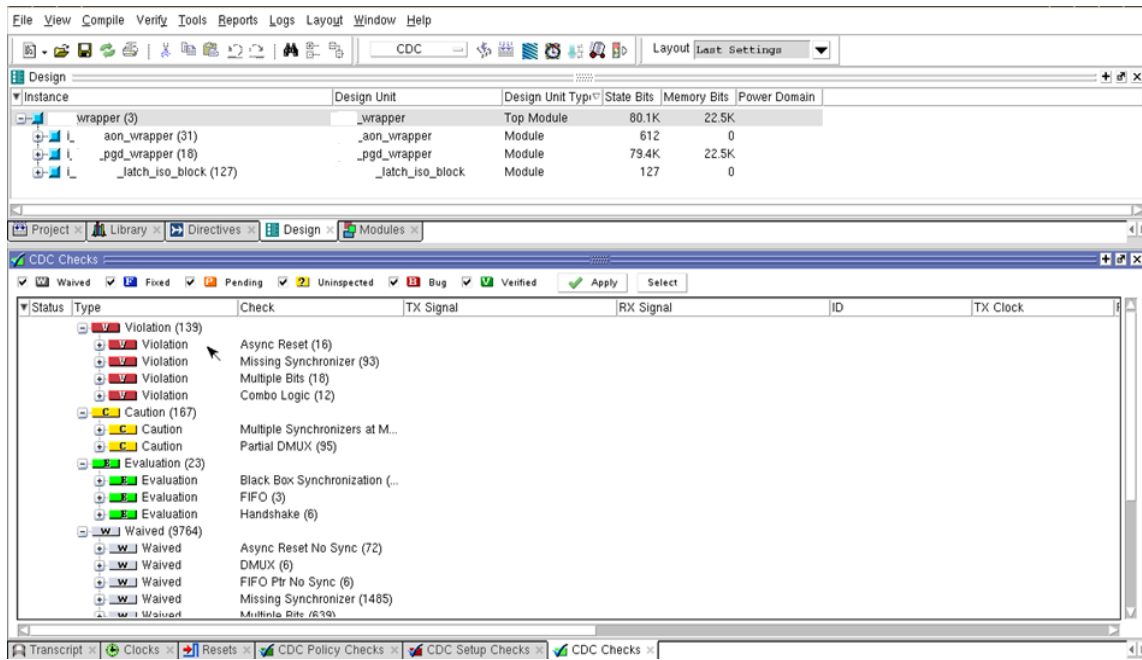 File View Compile Verify Tools Reports Logs Layout Window Help
CDC Layout Last Settings
Design
Instance Design Unit Design Unit Typ State Bits Memory Bits Power Domain
wrapper (3) _wrapper Top Module 80.1K 22.5K
i_ aon_wrapper (31) _aon_wrapper Module 612 0
i_ _pgd_wrapper (18) _pgd_wrapper Module 79.4K 22.5K
i_ _latch_iso_block (127) _latch_iso_block Module 127 0
Project Library Directives Design Modules
CDC Checks
W Waived F Fixed P Pending ? Uninspected B Bug V Verified Apply Select
Status Type Check TX Signal RX Signal ID TX Clock
V Violation (139)
V Violation Async Reset (16)
V Violation Missing Synchronizer (93)
V Violation Multiple Bits (18)
V Violation Combo Logic (12)
C Caution (167)
C Caution Multiple Synchronizers at M...
C Caution Partial DMUX (95)
E Evaluation (23)
E Evaluation Black Box Synchronization (...
E Evaluation FIFO (3)
E Evaluation Handshake (6)
W Waived (9764)
W Waived Async Reset No Sync (72)
W Waived DMUX (6)
W Waived FIFO Ptr No Sync (6)
W Waived Missing Synchronizer (1485)
W Waived Multiple Bits (639)
Transcript Clocks Resets CDC Policy Checks CDC Setup Checks CDC Checks